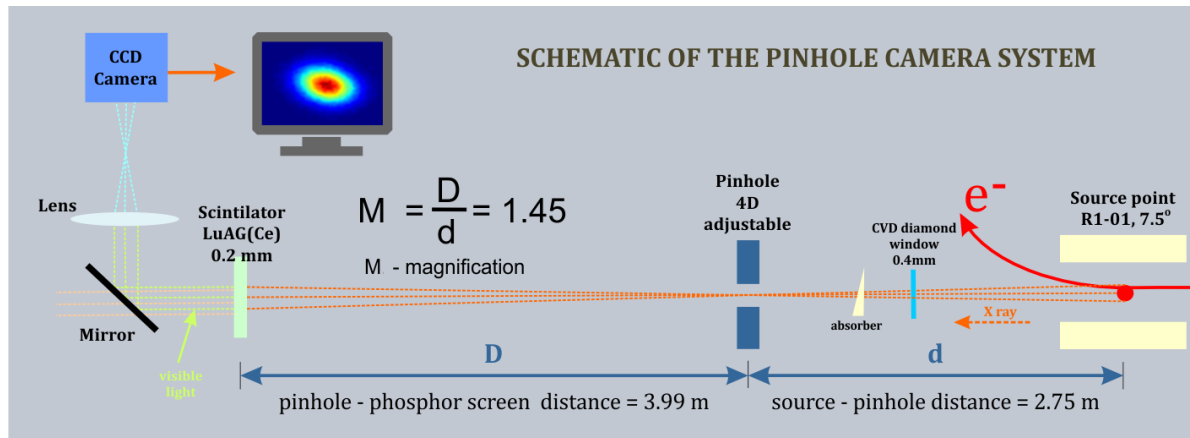 SCHEMATIC OF THE PINHOLE CAMERA SYSTEM
CCD
Camera
Lens
Scintilator
LuAG(Ce)
0.2 mm
M = D/d = 1.45
M - magnification
Pinhole
4D
adjustable
CVD diamond
window
0.4mm
e-
Source point
R1-01, 7.5°
Mirror
visible
light
absorber
X ray
D
d
pinhole - phosphor screen distance = 3.99 m
source - pinhole distance = 2.75 m